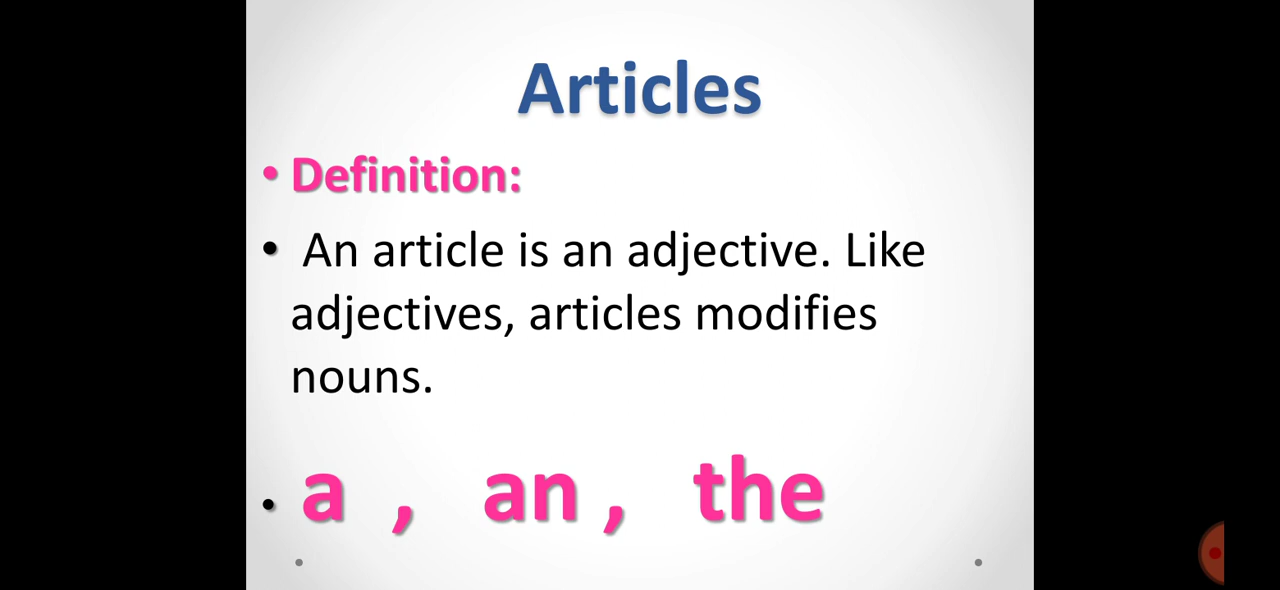 Articles
• Definition:
• An article is an adjective. Like
adjectives, articles modifies
nouns.
• a , an , the